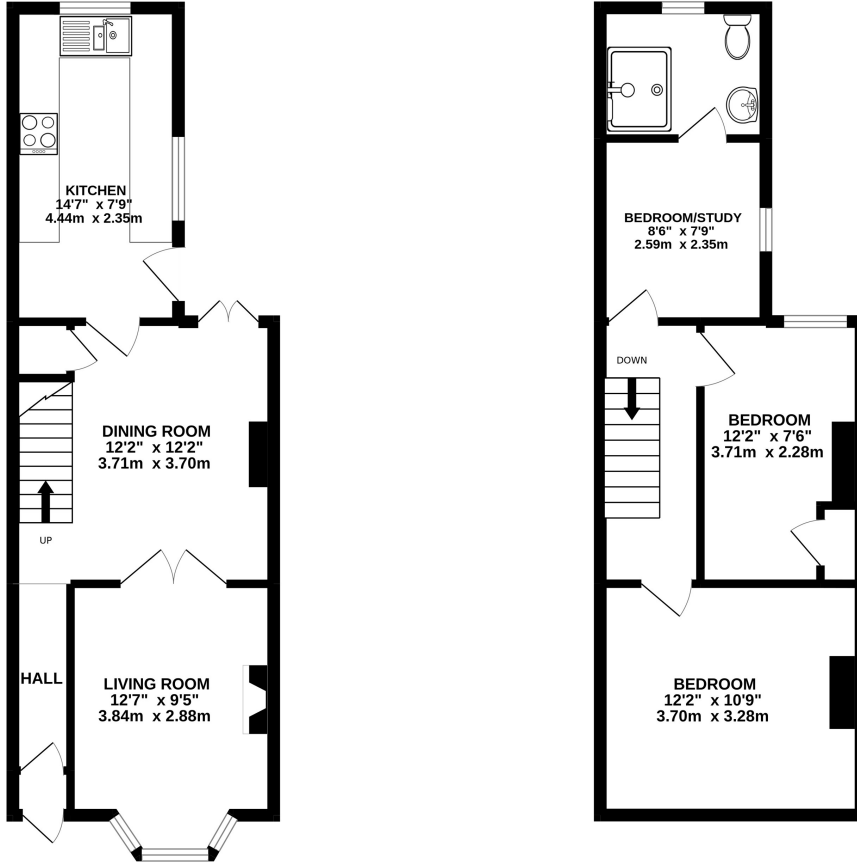 KITCHEN
14'7" x 7'9"
4.44m x 2.35m
DINING ROOM
12'2" x 12'2"
3.71m x 3.70m
UP
HALL
LIVING ROOM
12'7" x 9'5"
3.84m x 2.88m
BEDROOM/STUDY
8'6" x 7'9"
2.59m x 2.35m
DOWN
BEDROOM
12'2" x 7'6"
3.71m x 2.28m
BEDROOM
12'2" x 10'9"
3.70m x 3.28m